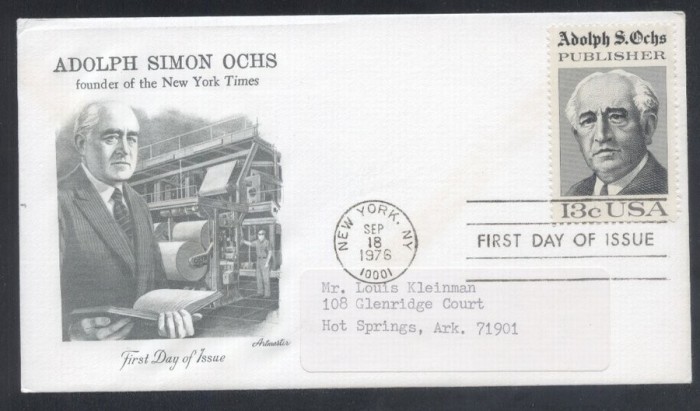 ADOLPH SIMON OCHS
founder of the New York Times
First Day of Issue
Artmaster
Adolph S. Ochs
PUBLISHER
13c USA
NEW YORK, NY
SEP
18
1976
10001
FIRST DAY OF ISSUE
Mr. Louis Kleinman
108 Glenridge Court
Hot Springs, Ark. 71901